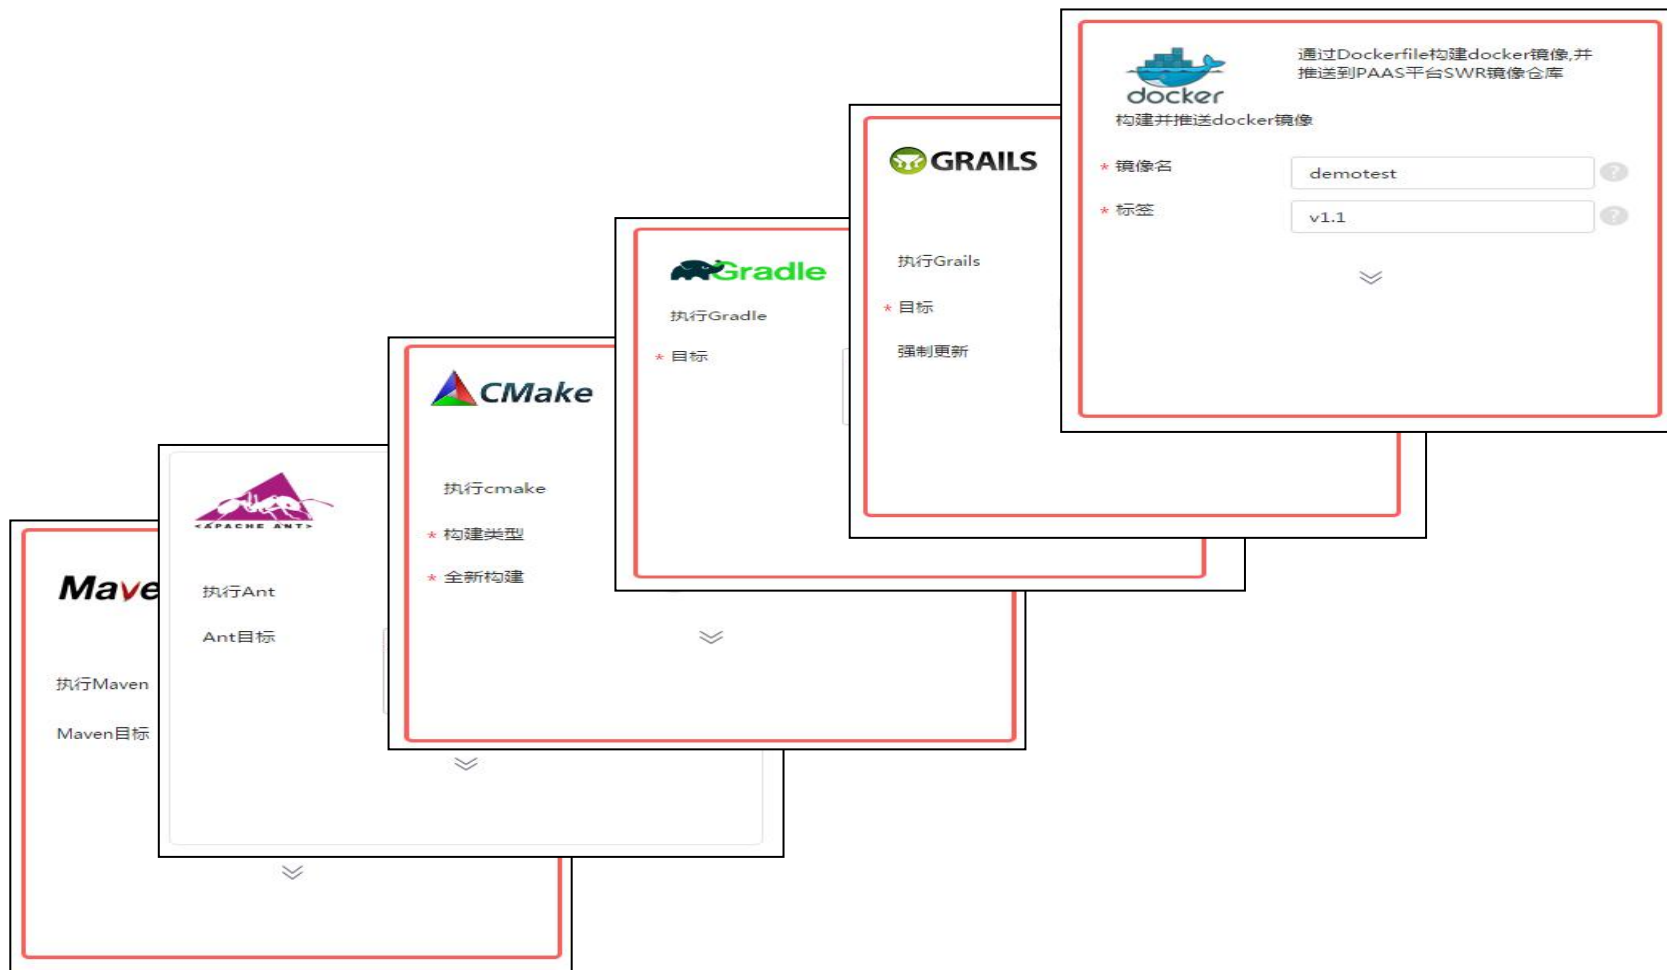 docker
通过Dockerfile构建docker镜像,并
推送到PAAS平台SWR镜像仓库
构建并推送docker镜像
* 镜像名
demotest
?
* 标签
v1.1
?
GRAILS
执行Grails
* 目标
强制更新
Gradle
执行Gradle
* 目标
CMake
执行cmake
* 构建类型
* 全新构建
<APACHE ANT>
执行Ant
Ant目标
Mave
执行Maven
Maven目标